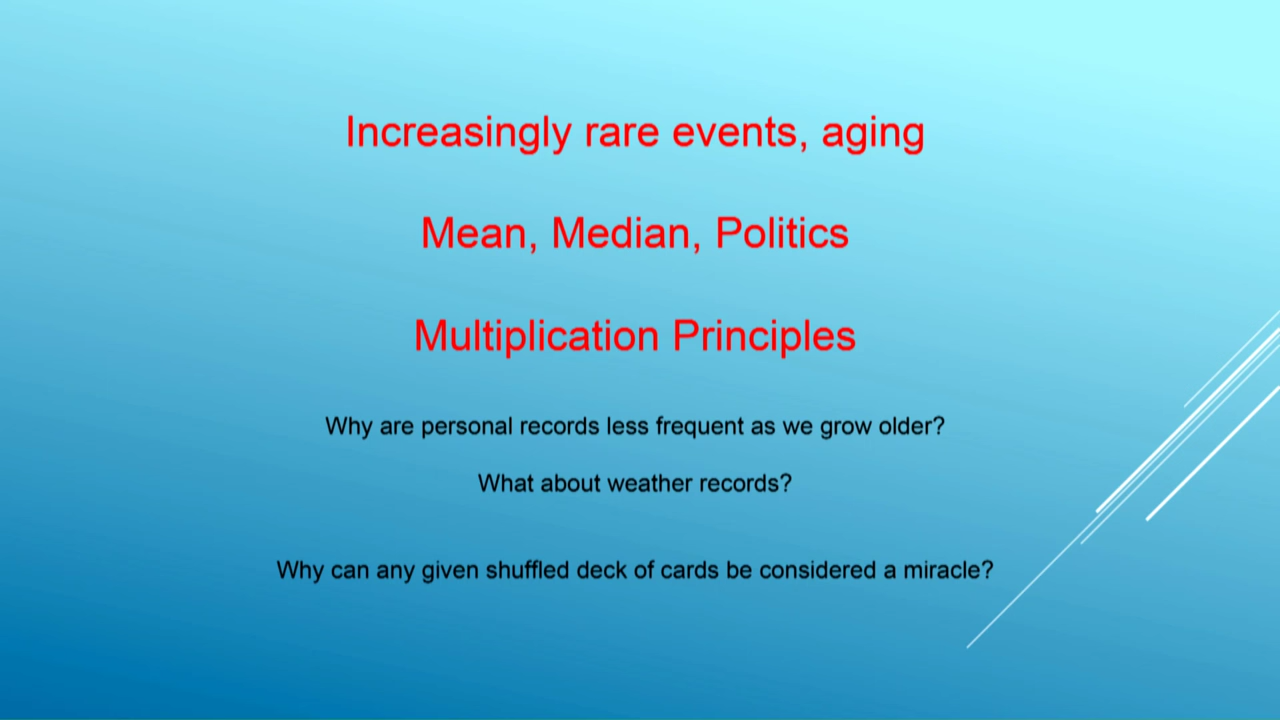 Increasingly rare events, aging
Mean, Median, Politics
Multiplication Principles
Why are personal records less frequent as we grow older?
What about weather records?
Why can any given shuffled deck of cards be considered a miracle?